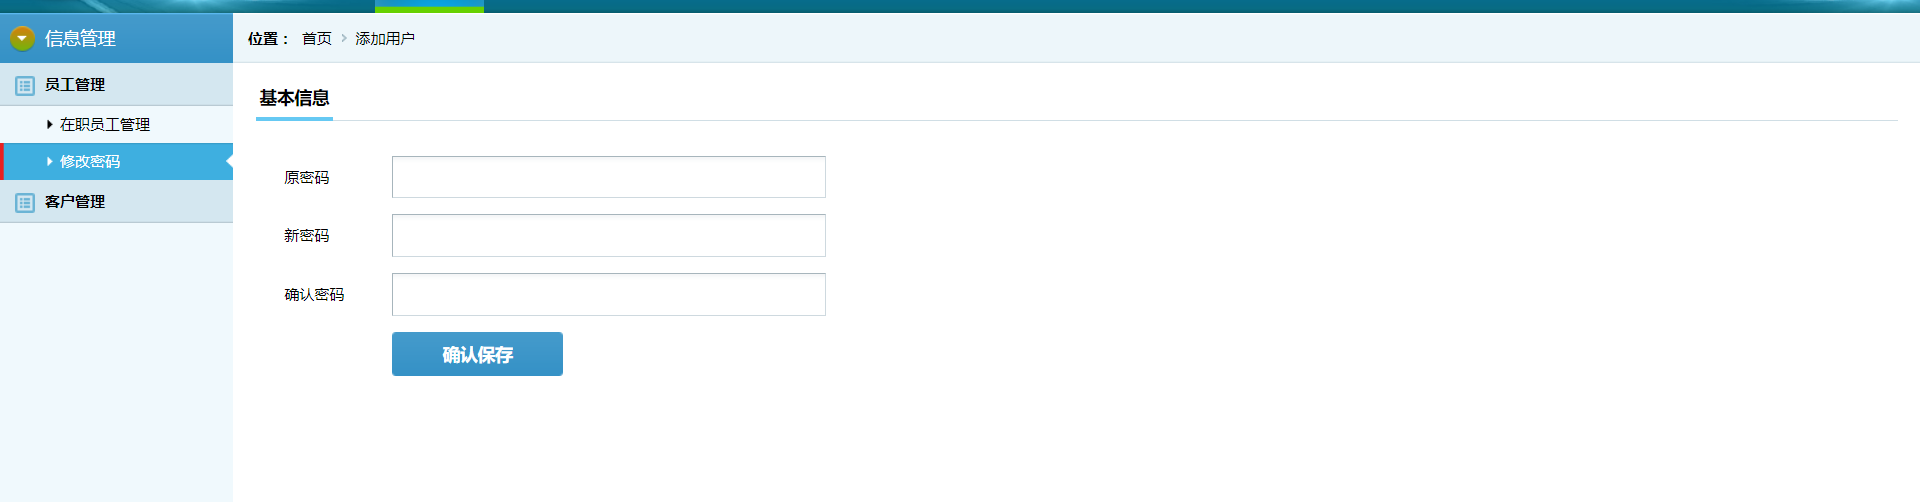 信息管理
员工管理
在职员工管理
修改密码
客户管理
位置： 首页 添加用户
基本信息
原密码
新密码
确认密码
确认保存